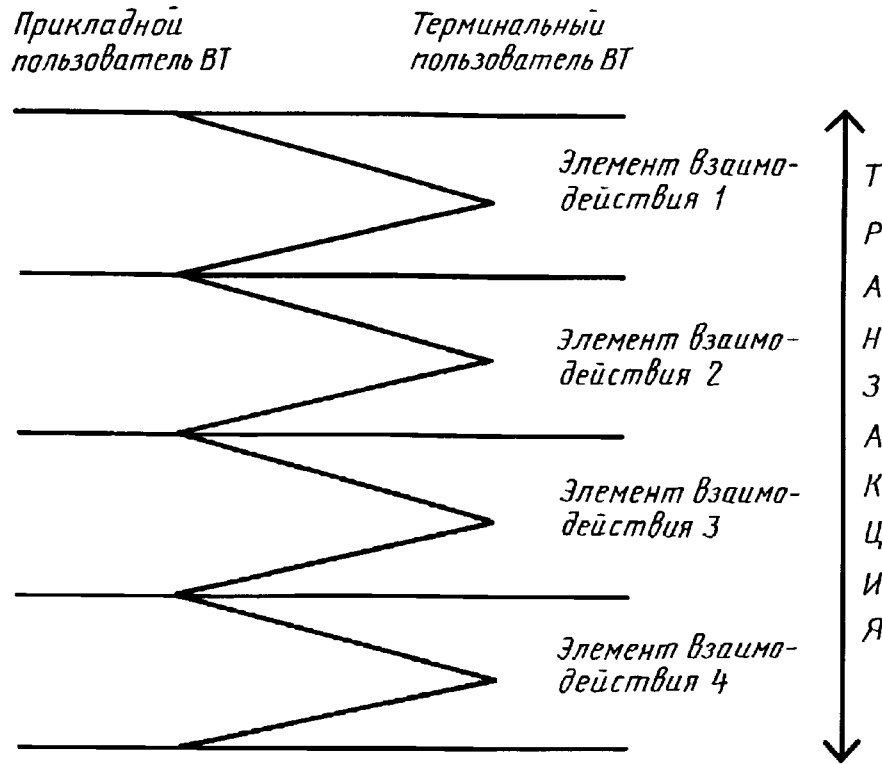 Прикладной
пользователь ВТ
Терминальный
пользователь ВТ
Элемент взаимо-
действия 1
Элемент взаимо-
действия 2
Элемент взаимо-
действия 3
Элемент взаимо-
действия 4
Т
Р
А
Н
З
А
К
Ц
И
Я